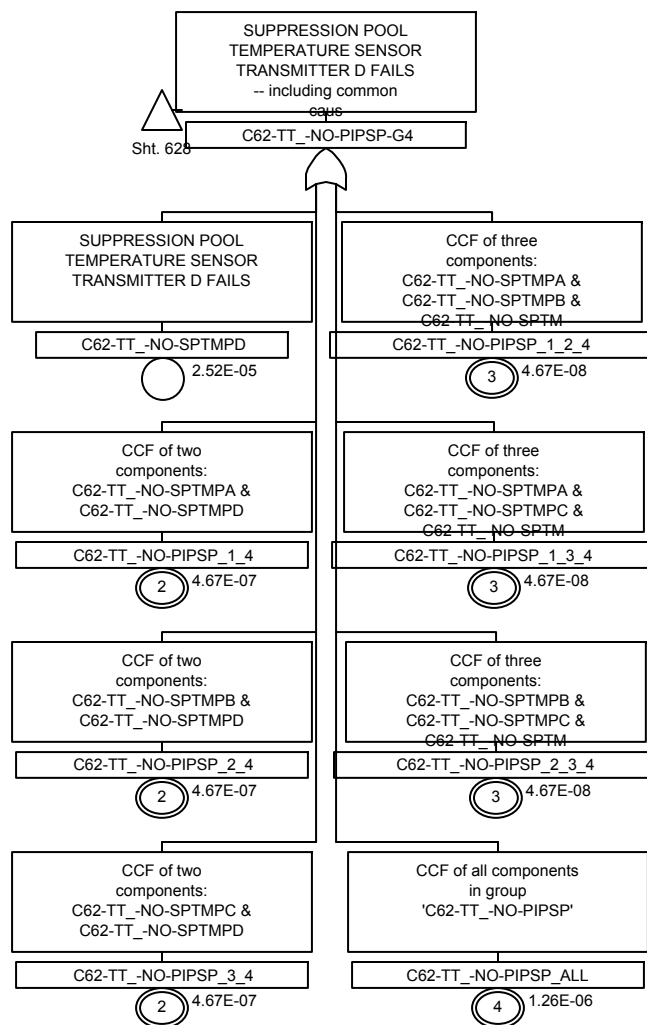 SUPPRESSION POOL
TEMPERATURE SENSOR
TRANSMITTER D FAILS
-- including common
caus
C62-TT_-NO-PIPSP-G4
Sht. 628
SUPPRESSION POOL
TEMPERATURE SENSOR
TRANSMITTER D FAILS
C62-TT_-NO-SPTMPD
2.52E-05
CCF of three
components:
C62-TT_-NO-SPTMPA &
C62-TT_-NO-SPTMPB &
C62-TT_-NO-SPTM
C62-TT_-NO-PIPSP_1_2_4
3
4.67E-08
CCF of two
components:
C62-TT_-NO-SPTMPA &
C62-TT_-NO-SPTMPD
C62-TT_-NO-PIPSP_1_4
2
4.67E-07
CCF of three
components:
C62-TT_-NO-SPTMPA &
C62-TT_-NO-SPTMPC &
C62-TT_-NO-SPTM
C62-TT_-NO-PIPSP_1_3_4
3
4.67E-08
CCF of two
components:
C62-TT_-NO-SPTMPB &
C62-TT_-NO-SPTMPD
C62-TT_-NO-PIPSP_2_4
2
4.67E-07
CCF of three
components:
C62-TT_-NO-SPTMPB &
C62-TT_-NO-SPTMPC &
C62-TT_-NO-SPTM
C62-TT_-NO-PIPSP_2_3_4
3
4.67E-08
CCF of two
components:
C62-TT_-NO-SPTMPC &
C62-TT_-NO-SPTMPD
C62-TT_-NO-PIPSP_3_4
2
4.67E-07
CCF of all components
in group
'C62-TT_-NO-PIPSP'
C62-TT_-NO-PIPSP_ALL
4
1.26E-06